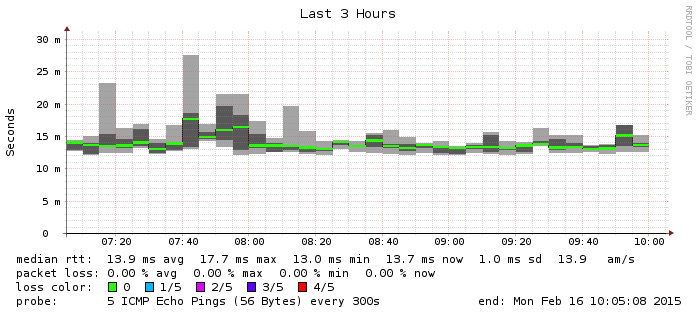 Last 3 Hours
RRDTOOL / TOBI OETIKER
Seconds
30 m
25 m
20 m
15 m
10 m
5 m
0
07:20 07:40 08:00 08:20 08:40 09:00 09:20 09:40 10:00
median rtt: 13.9 ms avg 17.7 ms max 13.0 ms min 13.7 ms now 1.0 ms sd 13.9 am/s
packet loss: 0.00 % avg 0.00 % max 0.00 % min 0.00 % now
loss color: 0 1/5 2/5 3/5 4/5
probe: 5 ICMP Echo Pings (56 Bytes) every 300s end: Mon Feb 16 10:05:08 2015